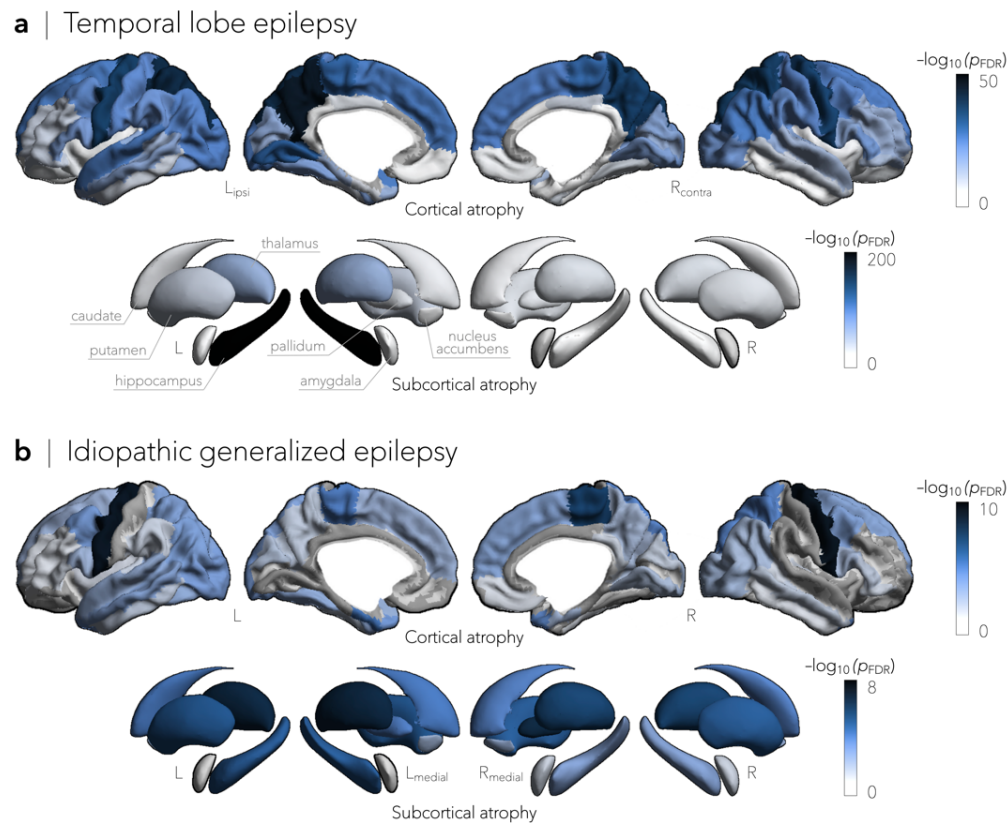 a | Temporal lobe epilepsy
–log10 (pFDR)
50
0
Lipsi
Rcontra
Cortical atrophy
–log10 (pFDR)
200
0
thalamus
caudate
putamen
L
hippocampus
pallidum
amygdala
nucleus
accumbens
R
Subcortical atrophy
b | Idiopathic generalized epilepsy
–log10 (pFDR)
10
0
L
R
Cortical atrophy
–log10 (pFDR)
8
0
L
Lmedial
Rmedial
R
Subcortical atrophy